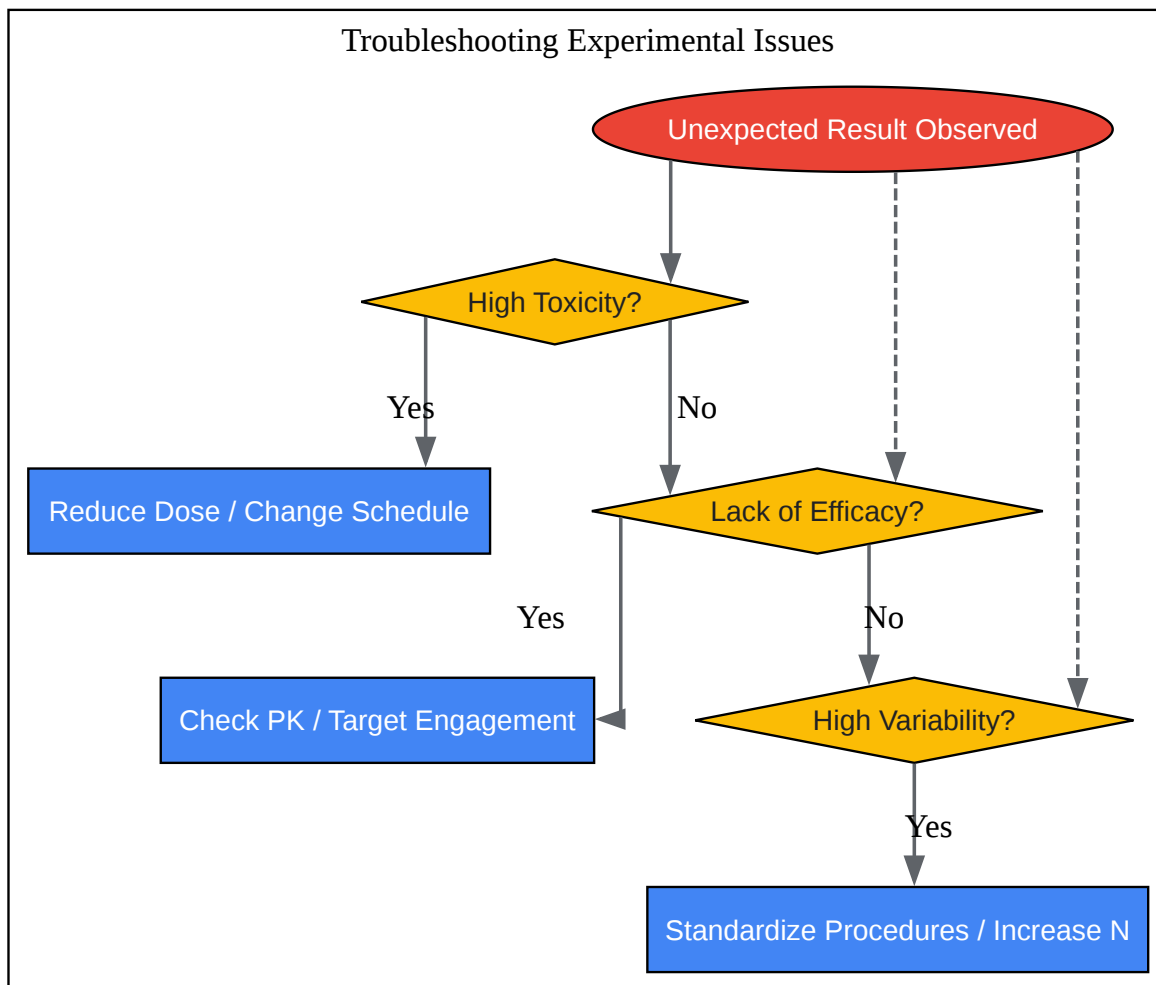 Troubleshooting Experimental Issues
Unexpected Result Observed
High Toxicity?
Yes
No
Reduce Dose / Change Schedule
Lack of Efficacy?
Yes
No
Check PK / Target Engagement
High Variability?
Yes
Standardize Procedures / Increase N